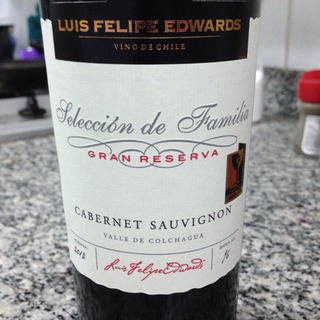 LUIS FELIPE EDWARDS
VINO DE CHILE
Selección de Familia
GRAN RESERVA
CABERNET SAUVIGNON
VALLE DE COLCHAGUA
2012
Luis Felipe Edwards